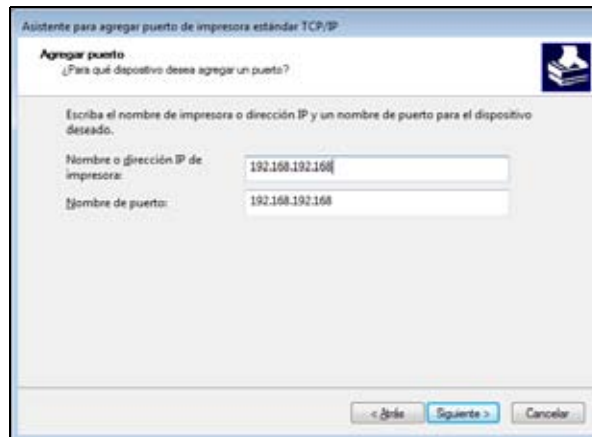 Asistente para agregar puerto de impresora estándar TCP/IP
Agregar puerto
¿Para qué dispositivo desea agregar un puerto?
Escriba el nombre de impresora o dirección IP y un nombre de puerto para el dispositivo
deseado.
Nombre o dirección IP de
impresora:
192.168.192.168
Nombre de puerto:
192.168.192.168
< Atrás
Siguiente >
Cancelar